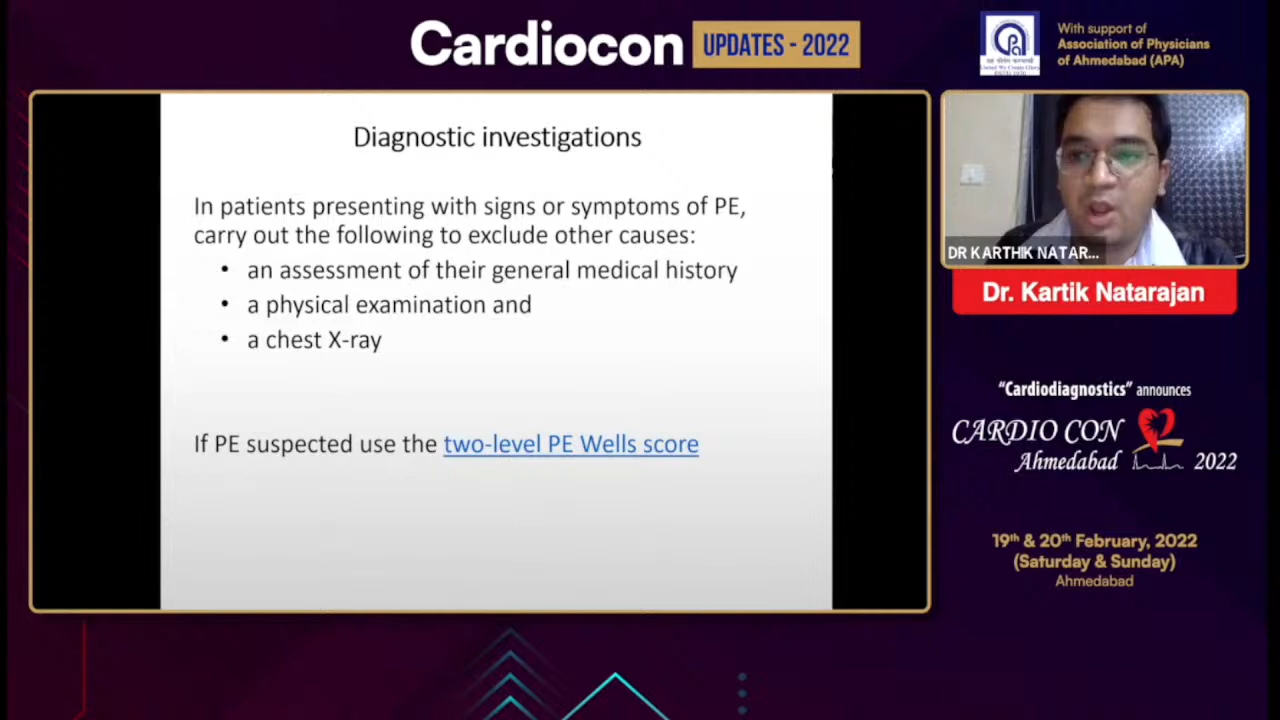 Cardiocon UPDATES - 2022
With support of
Association of Physicians
of Ahmedabad (APA)
Diagnostic investigations
In patients presenting with signs or symptoms of PE,
carry out the following to exclude other causes:
• an assessment of their general medical history
• a physical examination and
• a chest X-ray
If PE suspected use the two-level PE Wells score
DR KARTHIK NATAR...
Dr. Kartik Natarajan
“Cardiodiagnostics” announces
CARDIO CON
Ahmedabad 2022
19th & 20th February, 2022
(Saturday & Sunday)
Ahmedabad